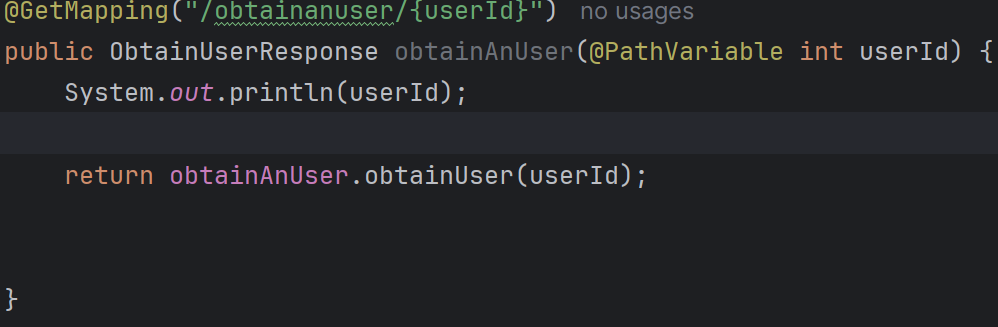 @GetMapping("/obtainanuser/{userId}") no usages
public ObtainUserResponse obtainAnUser(@PathVariable int userId) {
System.out.println(userId);
return obtainAnUser.obtainUser(userId);
}